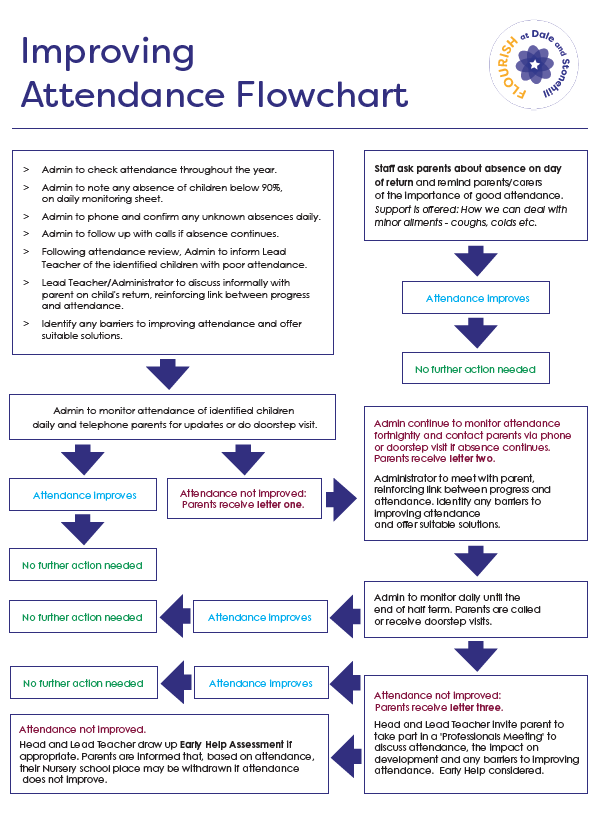 Improving
Attendance Flowchart
FLOURISH at Dale and Stonehill
> Admin to check attendance throughout the year.
> Admin to note any absence of children below 90%,
on daily monitoring sheet.
> Admin to phone and confirm any unknown absences daily.
> Admin to follow up with calls if absence continues.
> Following attendance review, Admin to inform Lead
Teacher of the identified children with poor attendance.
> Lead Teacher/Administrator to discuss informally with
parent on child's return, reinforcing link between progress
and attendance.
> Identify any barriers to improving attendance and offer
suitable solutions.
Staff ask parents about absence on day
of return and remind parents/carers
of the importance of good attendance.
Support is offered: How we can deal with
minor ailments - coughs, colds etc.
Attendance improves
No further action needed
Admin to monitor attendance of identified children
daily and telephone parents for updates or do doorstep visit.
Attendance improves
No further action needed
Attendance not improved:
Parents receive letter one.
Admin continue to monitor attendance
fortnightly and contact parents via phone
or doorstep visit if absence continues.
Parents receive letter two.
Administrator to meet with parent,
reinforcing link between progress and
attendance. Identify any barriers to
improving attendance
and offer suitable solutions.
Admin to monitor daily until the
end of half term. Parents are called
or receive doorstep visits.
Attendance improves
No further action needed
Attendance not improved:
Parents receive letter three.
Head and Lead Teacher invite parent to
take part in a 'Professionals Meeting' to
discuss attendance, the impact on
development and any barriers to improving
attendance. Early Help considered.
Attendance improves
No further action needed
Attendance not improved.
Head and Lead Teacher draw up Early Help Assessment if
appropriate. Parents are informed that, based on attendance,
their Nursery school place may be withdrawn if attendance
does not improve.